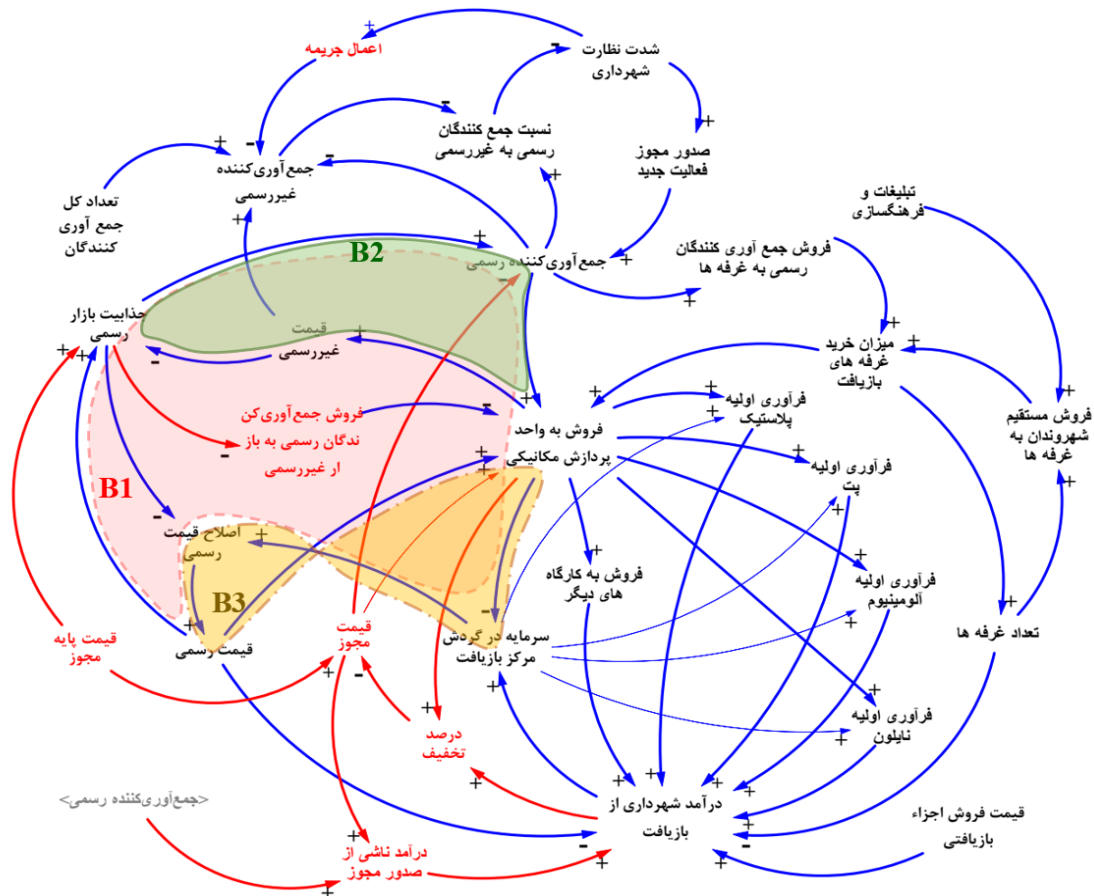 اعمال جریمه
شدت نظارت
شهرداری
نسبت جمع کنندگان
رسمی به غیررسمی
صدور مجوز
فعالیت جدید
جمع‌آوری‌کننده
غیررسمی
تعداد کل
جمع آوری
کنندگان
تبلیغات و
فرهنگسازی
فروش جمع آوری کنندگان
رسمی به غرفه ها
جمع‌آوری‌کننده رسمی
B2
جذابیت بازار
رسمی
قیمت
غیررسمی
میزان خرید
غرفه های
بازیافت
فرآوری اولیه
پلاستیک
فروش مستقیم
شهروندان به
غرفه ها
فروش جمع‌آوری‌کن
ندگان رسمی به باز
ار غیررسمی
فروش به واحد
پردازش مکانیکی
فرآوری اولیه
پت
B1
اصلاح قیمت
رسمی
فروش به کارگاه
های دیگر
فرآوری اولیه
آلومینیوم
B3
قیمت پایه
مجوز
قیمت رسمی
قیمت
مجوز
سرمایه در گردش
مرکز بازیافت
تعداد غرفه ها
فرآوری اولیه
نایلون
درصد
تخفیف
<جمع‌آوری‌کننده رسمی>
درآمد شهرداری از
بازیافت
قیمت فروش اجزاء
بازیافتی
درآمد ناشی از
صدور مجوز